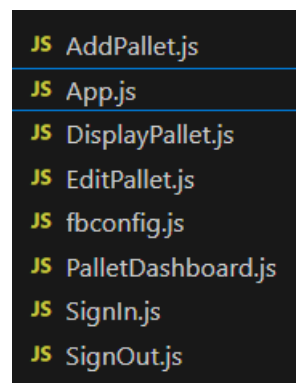 JS AddPallet.js
JS App.js
JS DisplayPallet.js
JS EditPallet.js
JS fbconfig.js
JS PalletDashboard.js
JS SignIn.js
JS SignOut.js